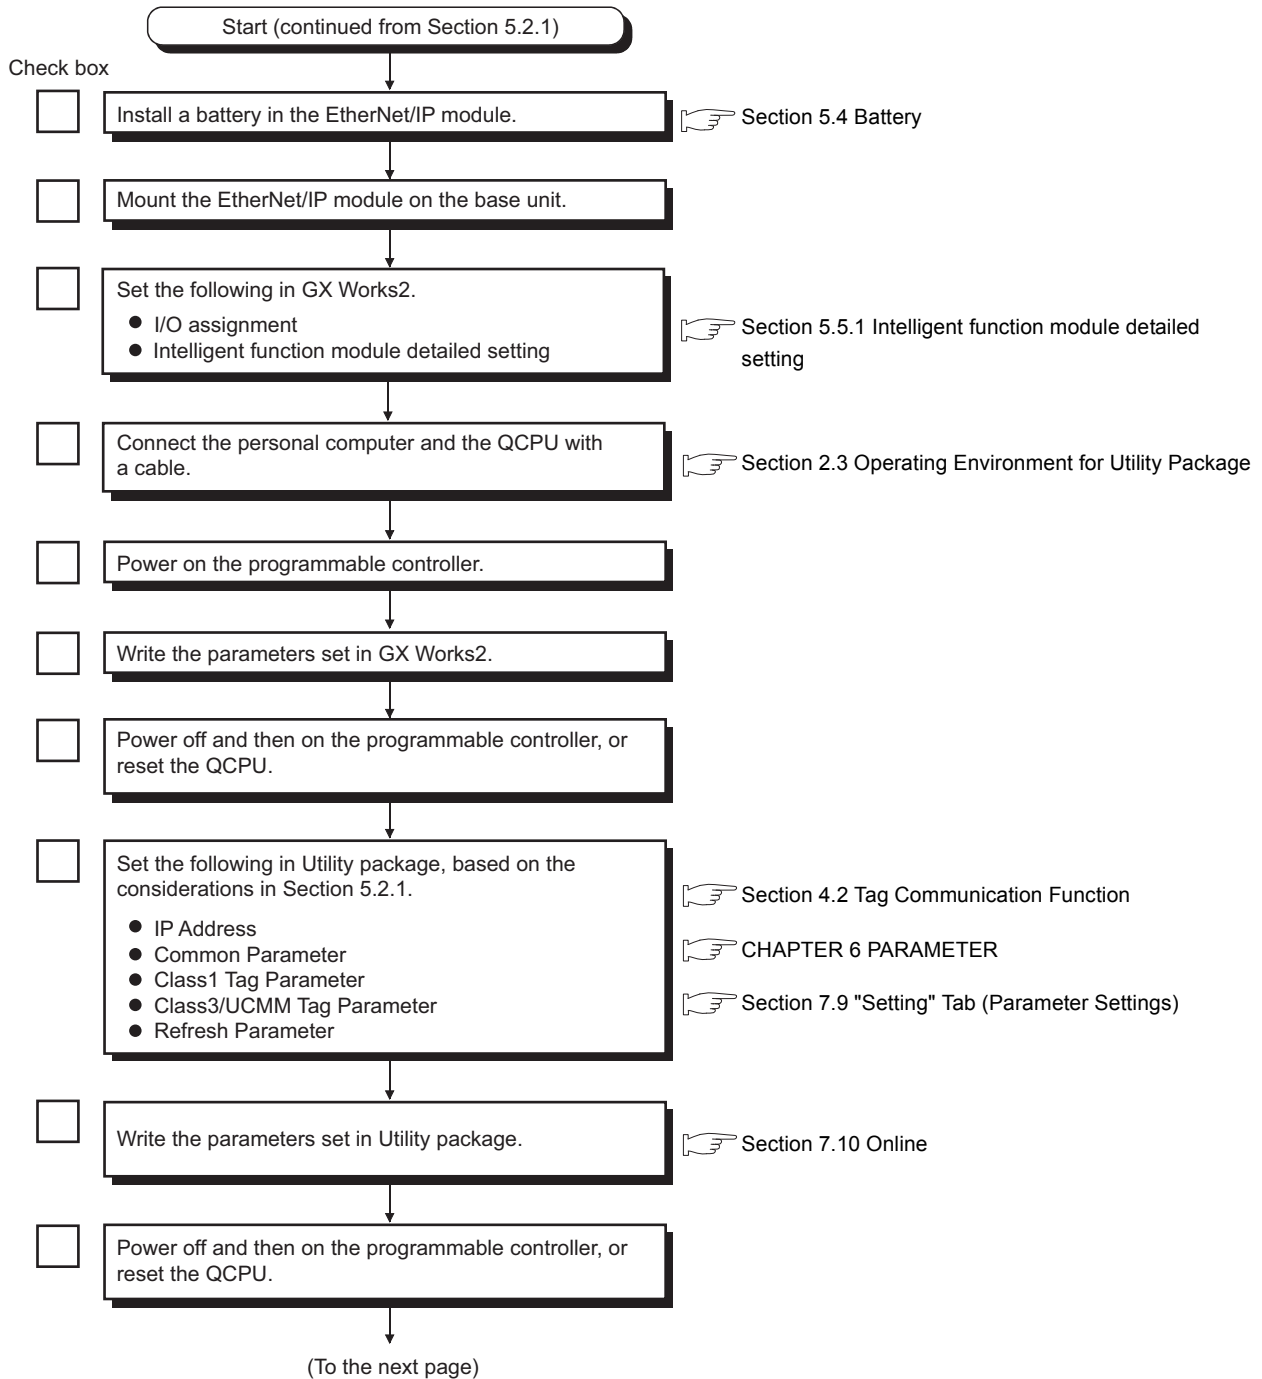 Start (continued from Section 5.2.1)
Check box
Install a battery in the EtherNet/IP module.
Section 5.4 Battery
Mount the EtherNet/IP module on the base unit.
Set the following in GX Works2.
● I/O assignment
● Intelligent function module detailed setting
Section 5.5.1 Intelligent function module detailed
setting
Connect the personal computer and the QCPU with
a cable.
Section 2.3 Operating Environment for Utility Package
Power on the programmable controller.
Write the parameters set in GX Works2.
Power off and then on the programmable controller, or
reset the QCPU.
Set the following in Utility package, based on the
considerations in Section 5.2.1.
● IP Address
● Common Parameter
● Class1 Tag Parameter
● Class3/UCMM Tag Parameter
● Refresh Parameter
Section 4.2 Tag Communication Function
CHAPTER 6 PARAMETER
Section 7.9 "Setting" Tab (Parameter Settings)
Write the parameters set in Utility package.
Section 7.10 Online
Power off and then on the programmable controller, or
reset the QCPU.
(To the next page)